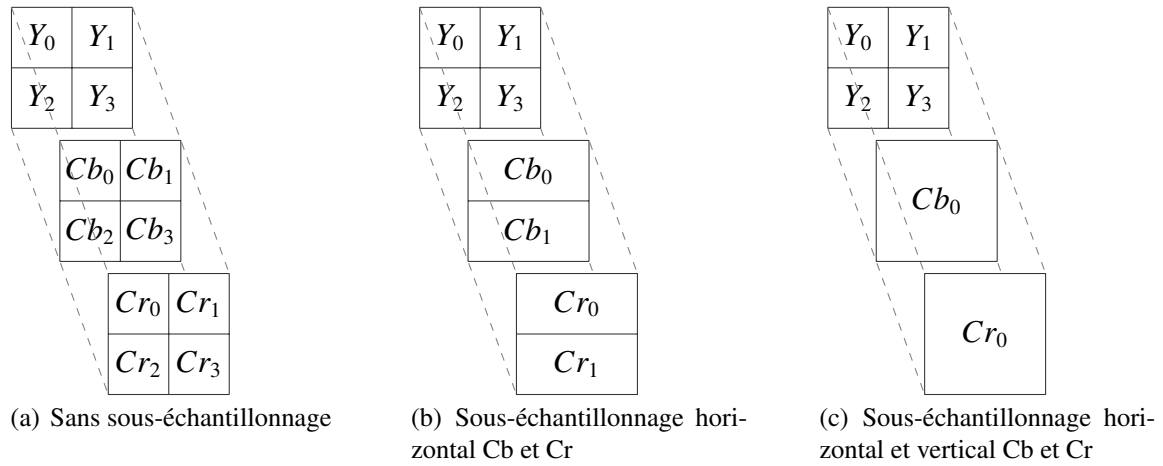 Y0 Y1 Y0 Y1 Y0 Y1
Y2 Y3 Y2 Y3 Y2 Y3
Cb0 Cb1 Cb0 Cb0
Cb2 Cb3 Cb1
Cr0 Cr1 Cr0 Cr0
Cr2 Cr3 Cr1
(a) Sans sous-échantillonnage
(b) Sous-échantillonnage hori-
zontal Cb et Cr
(c) Sous-échantillonnage hori-
zontal et vertical Cb et Cr